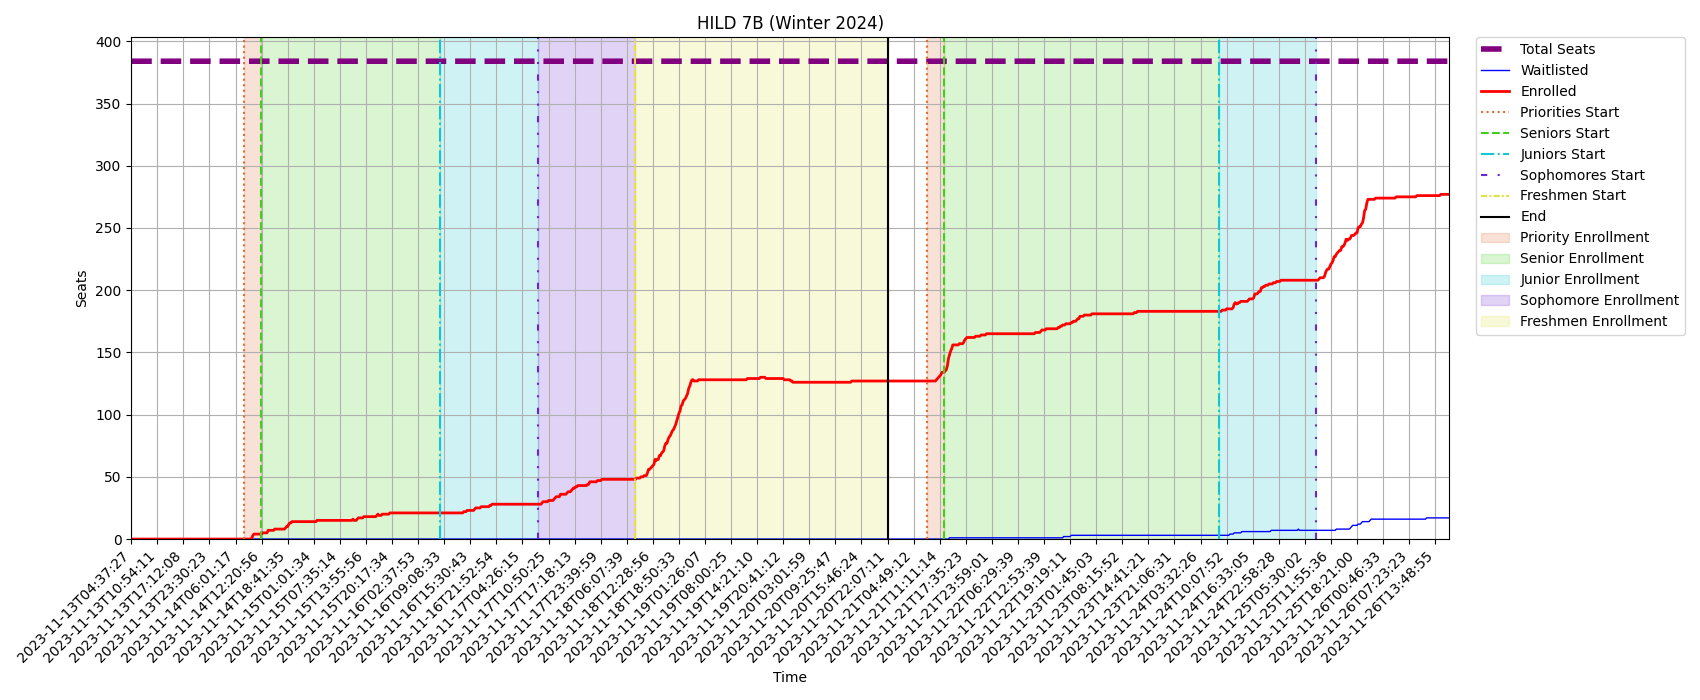 HILD 7B (Winter 2024)
400
350
300
250
200
150
100
50
0
Seats
2023-11-13T04:37:27
2023-11-13T10:54:11
2023-11-13T17:12:08
2023-11-13T23:30:23
2023-11-14T06:01:17
2023-11-14T12:20:56
2023-11-14T18:41:35
2023-11-15T01:01:34
2023-11-15T07:35:14
2023-11-15T13:55:56
2023-11-15T20:17:34
2023-11-16T02:37:53
2023-11-16T09:08:33
2023-11-16T15:30:43
2023-11-16T21:52:54
2023-11-17T04:26:15
2023-11-17T10:50:25
2023-11-17T17:18:13
2023-11-17T23:39:59
2023-11-18T06:07:39
2023-11-18T12:28:56
2023-11-18T18:50:33
2023-11-19T01:26:07
2023-11-19T08:00:25
2023-11-19T14:21:10
2023-11-19T20:41:12
2023-11-20T03:01:59
2023-11-20T09:25:47
2023-11-20T15:46:24
2023-11-20T22:07:11
2023-11-21T04:49:12
2023-11-21T11:11:14
2023-11-21T17:35:23
2023-11-21T23:59:01
2023-11-22T06:29:39
2023-11-22T12:53:39
2023-11-22T19:19:11
2023-11-23T01:45:03
2023-11-23T08:15:52
2023-11-23T14:41:21
2023-11-23T21:06:31
2023-11-24T03:32:26
2023-11-24T10:07:52
2023-11-24T16:33:05
2023-11-24T22:58:28
2023-11-25T05:30:02
2023-11-25T11:55:36
2023-11-25T18:21:00
2023-11-26T00:46:33
2023-11-26T07:23:23
2023-11-26T13:48:55
Time
Total Seats
Waitlisted
Enrolled
Priorities Start
Seniors Start
Juniors Start
Sophomores Start
Freshmen Start
End
Priority Enrollment
Senior Enrollment
Junior Enrollment
Sophomore Enrollment
Freshmen Enrollment